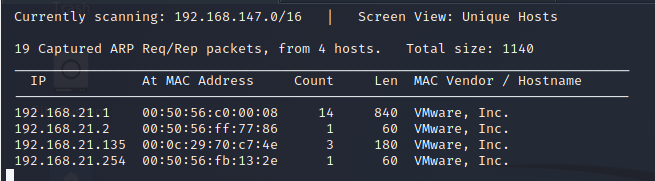 Currently scanning: 192.168.147.0/16   |   Screen View: Unique Hosts
19 Captured ARP Req/Rep packets, from 4 hosts.   Total size: 1140
IP            At MAC Address     Count     Len  MAC Vendor / Hostname
192.168.21.1    00:50:56:c0:00:08     14     840  VMware, Inc.
192.168.21.2    00:50:56:ff:77:86      1      60  VMware, Inc.
192.168.21.135  00:0c:29:70:c7:4e      3     180  VMware, Inc.
192.168.21.254  00:50:56:fb:13:2e      1      60  VMware, Inc.